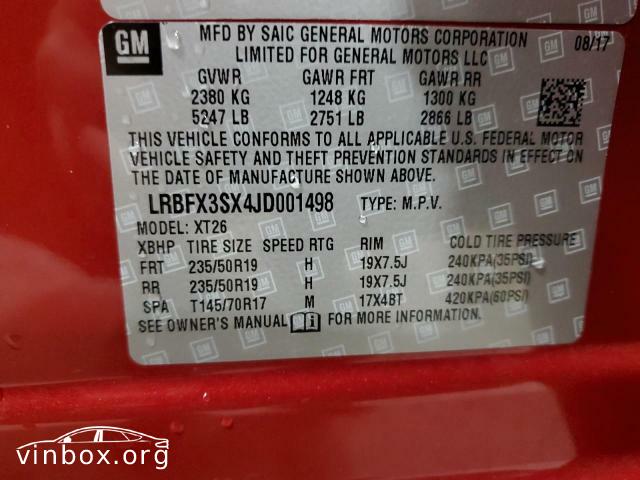 GM
MFD BY SAIC GENERAL MOTORS CORPORATION 08/17
LIMITED FOR GENERAL MOTORS LLC
GVWR GAWR FRT GAWR RR
2380 KG 1248 KG 1300 KG
5247 LB 2751 LB 2866 LB
THIS VEHICLE CONFORMS TO ALL APPLICABLE U.S. FEDERAL MOTOR
VEHICLE SAFETY AND THEFT PREVENTION STANDARDS IN EFFECT ON
THE DATE OF MANUFACTURE SHOWN ABOVE.
LRBFX3SX4JD001498 TYPE: M.P.V.
MODEL: XT26
XBHP TIRE SIZE SPEED RTG RIM COLD TIRE PRESSURE
FRT 235/50R19 H 19X7.5J 240KPA(35PSI)
RR 235/50R19 H 19X7.5J 240KPA(35PSI)
SPA T145/70R17 M 17X4BT 420KPA(60PSI)
SEE OWNER'S MANUAL i FOR MORE INFORMATION.
vinbox.org